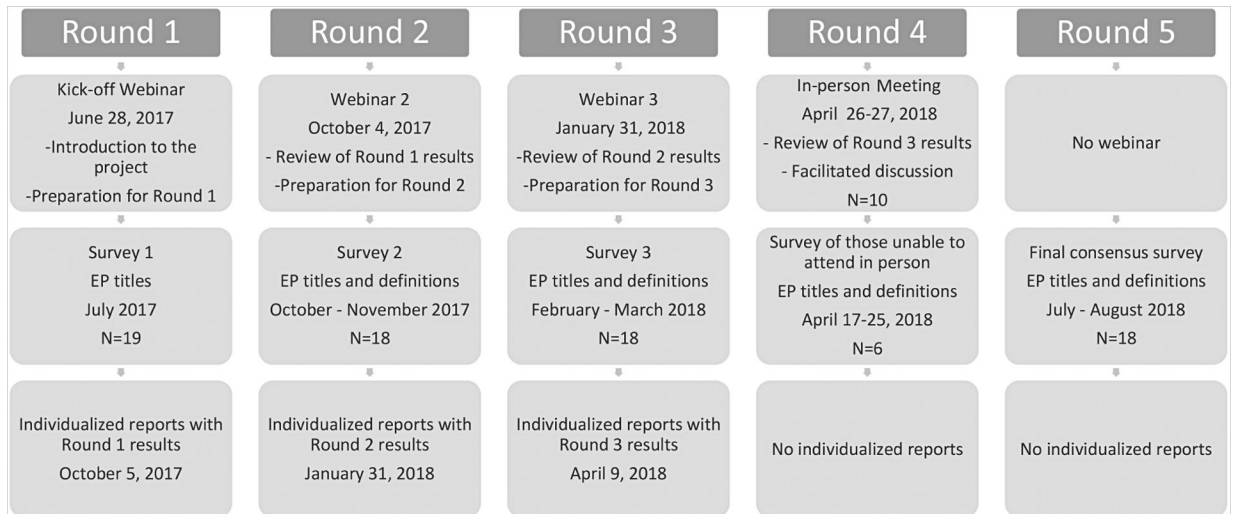 Round 1
Kick-off Webinar
June 28, 2017
-Introduction to the
project
-Preparation for Round 1
Survey 1
EP titles
July 2017
N=19
Individualized reports with
Round 1 results
October 5, 2017
Round 2
Webinar 2
October 4, 2017
- Review of Round 1 results
-Preparation for Round 2
Survey 2
EP titles and definitions
October - November 2017
N=18
Individualized reports with
Round 2 results
January 31, 2018
Round 3
Webinar 3
January 31, 2018
-Review of Round 2 results
-Preparation for Round 3
Survey 3
EP titles and definitions
February - March 2018
N=18
Individualized reports with
Round 3 results
April 9, 2018
Round 4
In-person Meeting
April 26-27, 2018
- Review of Round 3 results
- Facilitated discussion
N=10
Survey of those unable to
attend in person
EP titles and definitions
April 17-25, 2018
N=6
No individualized reports
Round 5
No webinar
Final consensus survey
EP titles and definitions
July - August 2018
N=18
No individualized reports